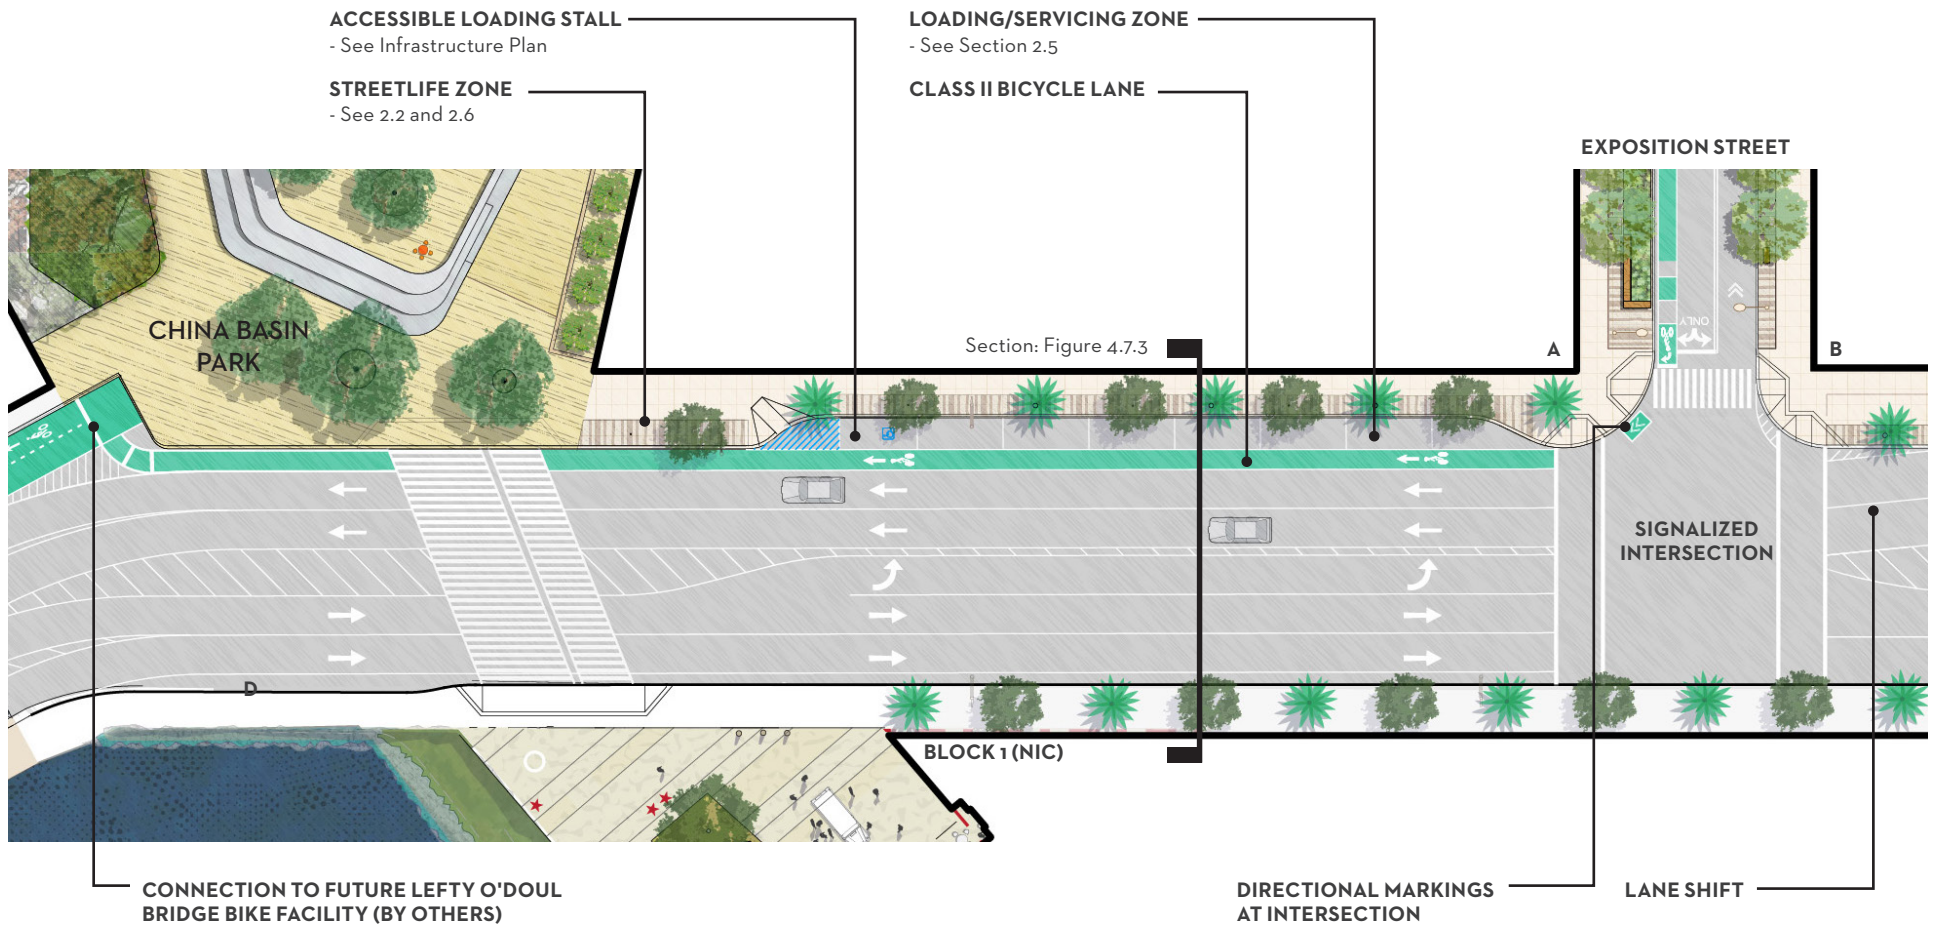 ACCESSIBLE LOADING STALL
- See Infrastructure Plan
STREETLIFE ZONE
- See 2.2 and 2.6
LOADING/SERVICING ZONE
- See Section 2.5
CLASS II BICYCLE LANE
EXPOSITION STREET
CHINA BASIN
PARK
Section: Figure 4.7.3
A
B
ONLY
SIGNALIZED
INTERSECTION
D
BLOCK 1 (NIC)
CONNECTION TO FUTURE LEFTY O'DOUL
BRIDGE BIKE FACILITY (BY OTHERS)
DIRECTIONAL MARKINGS
AT INTERSECTION
LANE SHIFT